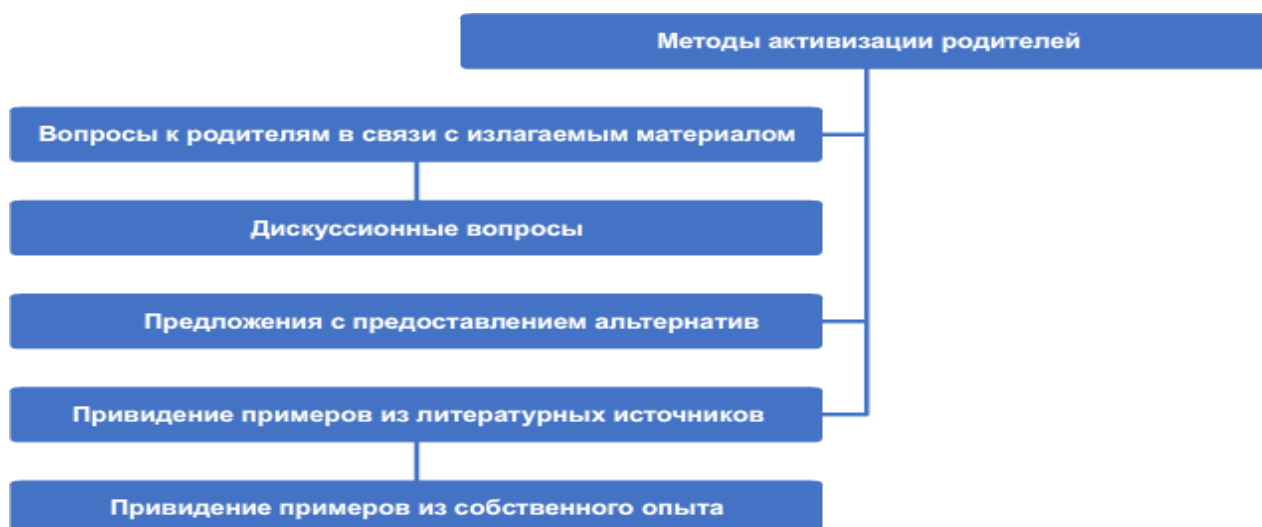 Методы активизации родителей
Вопросы к родителям в связи с излагаемым материалом
Дискуссионные вопросы
Предложения с предоставлением альтернатив
Привидение примеров из литературных источников
Привидение примеров из собственного опыта